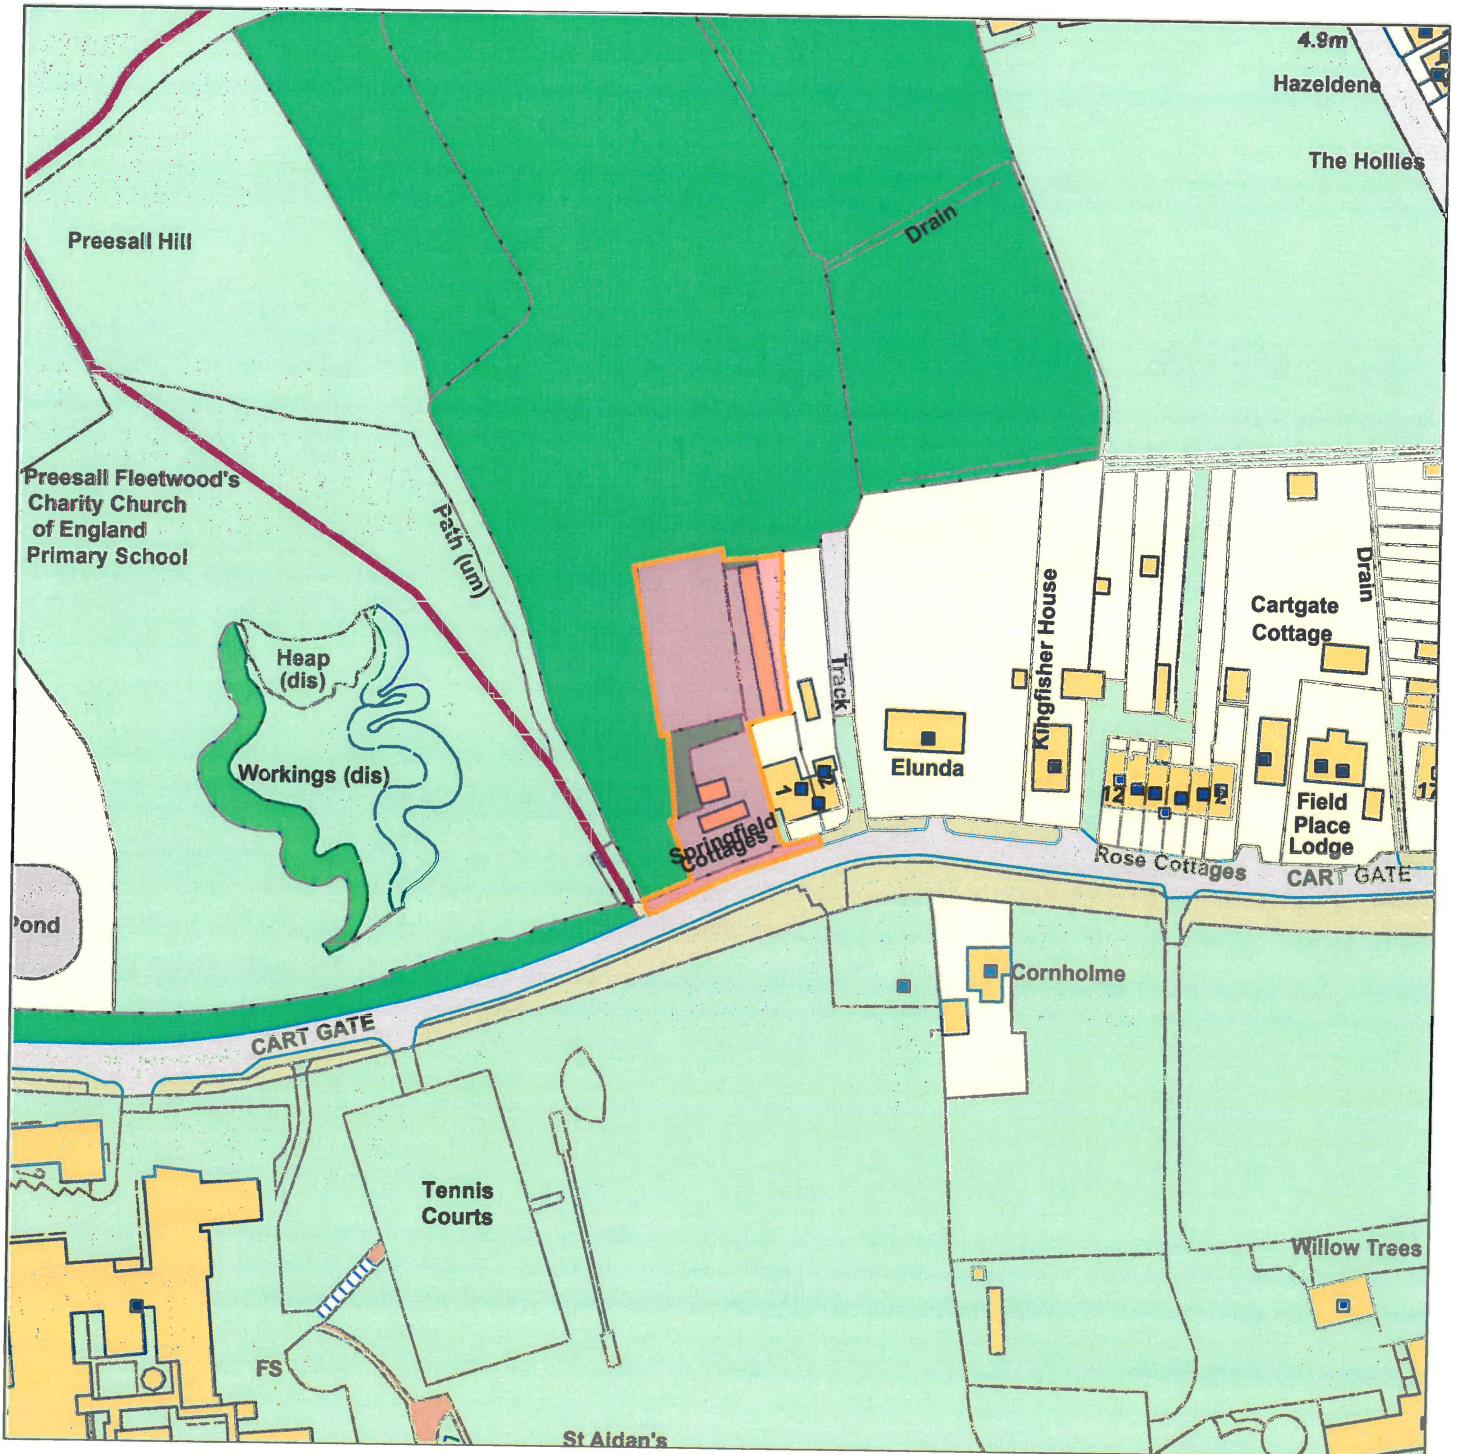 4.9m
Hazeldene
The Hollies
Preesall Hill
Drain
Preesall Fleetwood's
Charity Church
of England
Primary School
Path (um)
Heap
(dis)
Workings (dis)
Pond
Track
Kingfisher House
Drain
Cartgate
Cottage
Elunda
1
2
Springfield
Cottages
12
2
Field
Place
Lodge
17
Rose Cottages
CART GATE
CART GATE
Cornholme
Tennis
Courts
Willow Trees
FS
St Aidan's